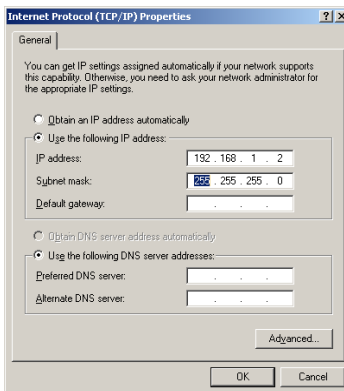 Internet Protocol (TCP/IP) Properties
General
You can get IP settings assigned automatically if your network supports
this capability. Otherwise, you need to ask your network administrator for
the appropriate IP settings.
Obtain an IP address automatically
Use the following IP address:
IP address: 192 . 168 . 1 . 2
Subnet mask: 255 . 255 . 255 . 0
Default gateway: . . .
Obtain DNS server address automatically
Use the following DNS server addresses:
Preferred DNS server: . . .
Alternate DNS server: . . .
Advanced...
OK Cancel